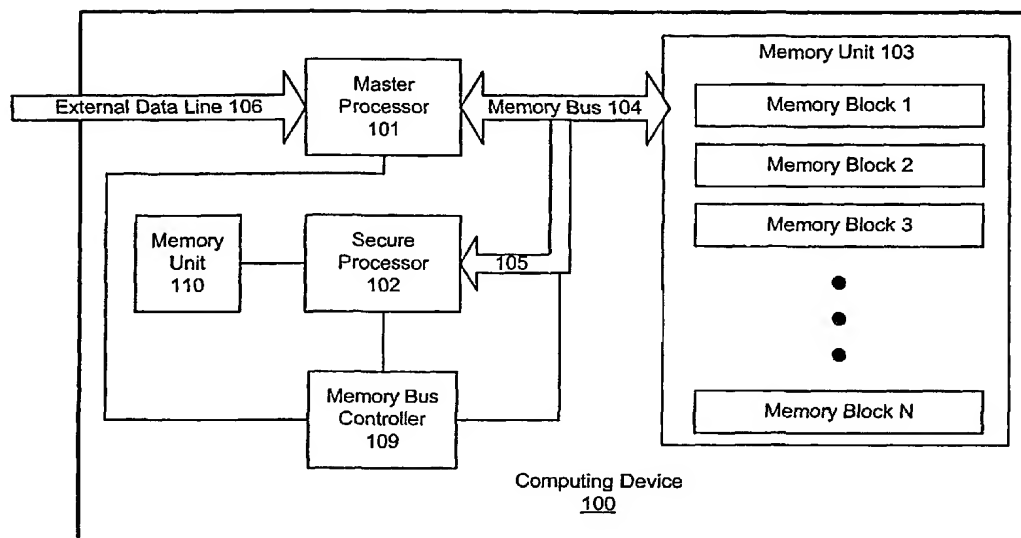 Memory Unit 103
Master
Processor
101
External Data Line 106
Memory Bus 104
Memory Block 1
Memory Block 2
Memory Block 3
Memory
Unit
110
Secure
Processor
102
105
Memory Bus
Controller
109
Memory Block N
Computing Device
100